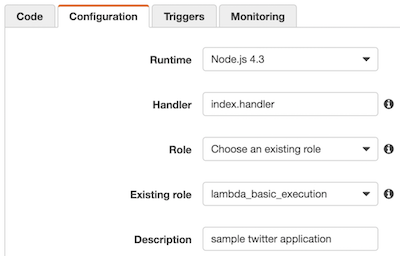 Code Configuration Triggers Monitoring
Runtime Node.js 4.3
Handler index.handler
Role Choose an existing role
Existing role lambda_basic_execution
Description sample twitter application